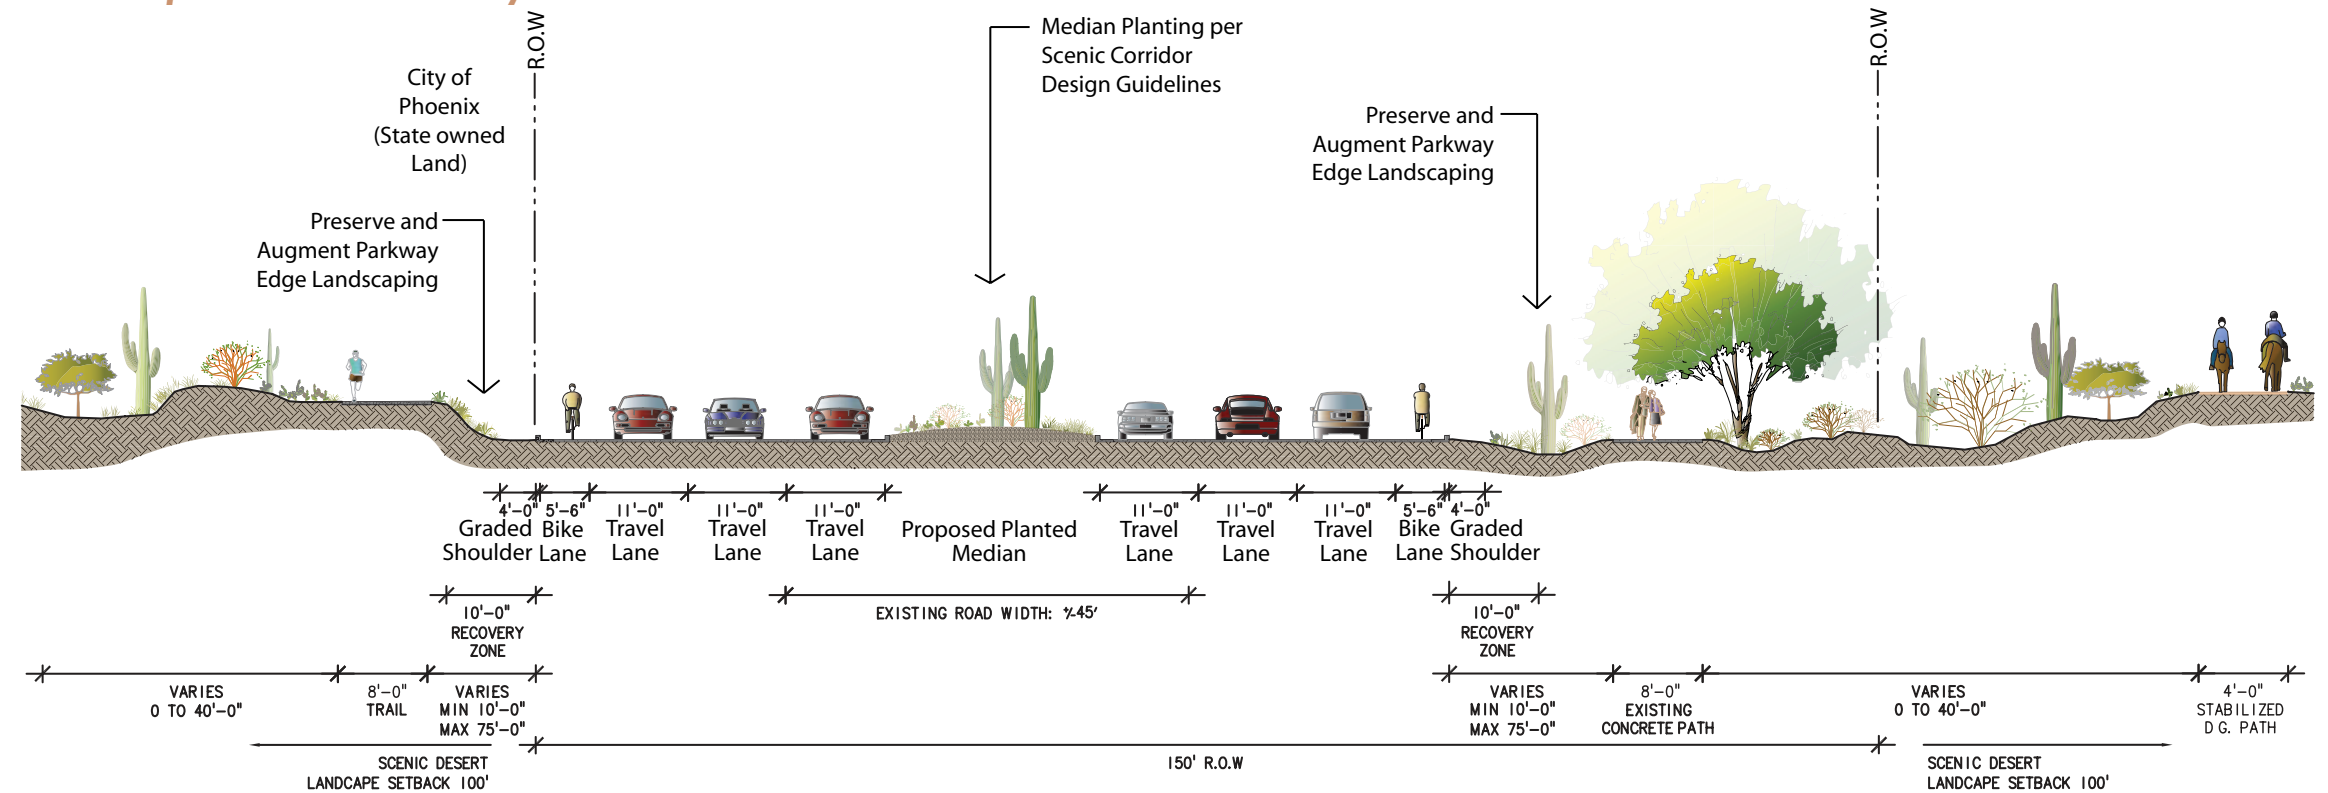 R.O.W
R.O.W
Median Planting per
Scenic Corridor
Design Guidelines
City of
Phoenix
(State owned
Land)
Preserve and
Augment Parkway
Edge Landscaping
Preserve and
Augment Parkway
Edge Landscaping
4'-0" 5'-6" 11'-0" 11'-0" 11'-0" 11'-0" 11'-0" 11'-0" 5'-6" 4'-0"
Graded Bike Travel Travel Travel Proposed Planted Travel Travel Travel Bike Graded
Shoulder Lane Lane Lane Lane Median Lane Lane Lane Lane Shoulder
10'-0"
RECOVERY
ZONE
EXISTING ROAD WIDTH: +/-45'
10'-0"
RECOVERY
ZONE
VARIES
0 TO 40'-0"
8'-0"
TRAIL
VARIES
MIN 10'-0"
MAX 75'-0"
VARIES
MIN 10'-0"
MAX 75'-0"
8'-0"
EXISTING
CONCRETE PATH
VARIES
0 TO 40'-0"
4'-0"
STABILIZED
D G. PATH
SCENIC DESERT
LANDCAPE SETBACK 100'
150' R.O.W
SCENIC DESERT
LANDCAPE SETBACK 100'